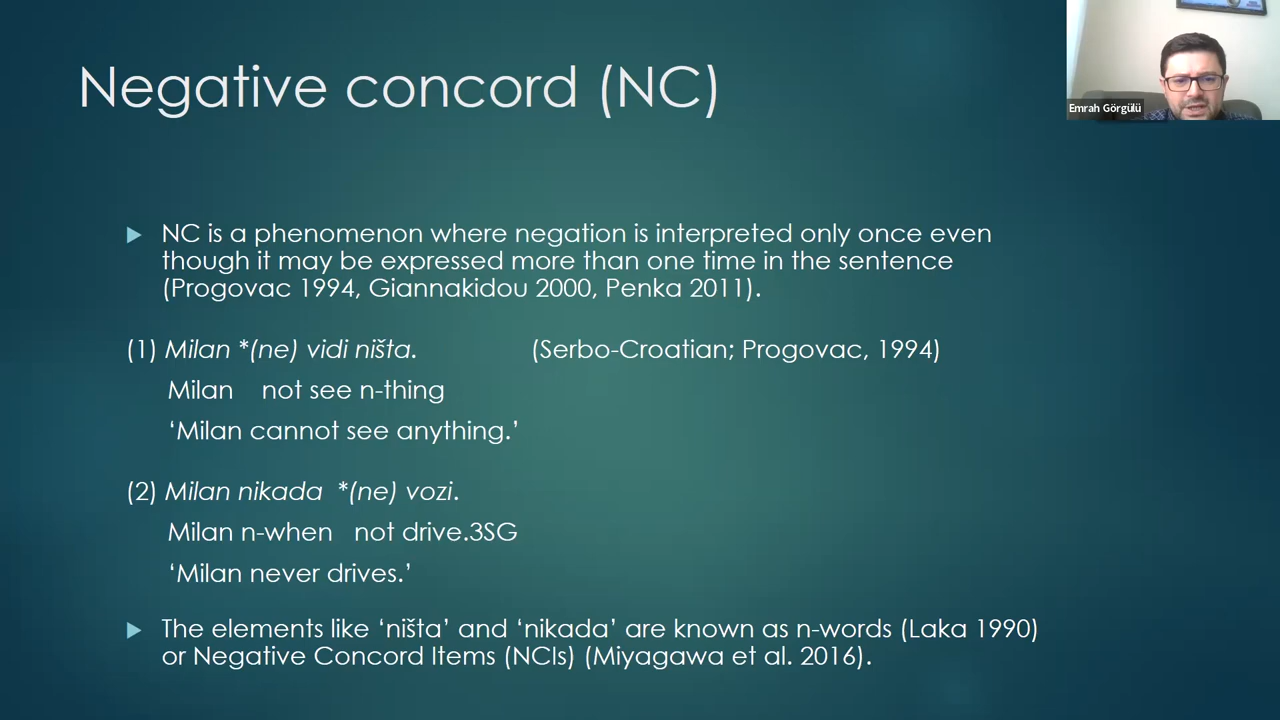 Negative concord (NC)
Emrah Görgülü
NC is a phenomenon where negation is interpreted only once even
though it may be expressed more than one time in the sentence
(Progovac 1994, Giannakidou 2000, Penka 2011).
(1) Milan *(ne) vidi ništa. (Serbo-Croatian; Progovac, 1994)
Milan not see n-thing
‘Milan cannot see anything.’
(2) Milan nikada *(ne) vozi.
Milan n-when not drive.3SG
‘Milan never drives.’
The elements like ‘ništa’ and ‘nikada’ are known as n-words (Laka 1990)
or Negative Concord Items (NCIs) (Miyagawa et al. 2016).